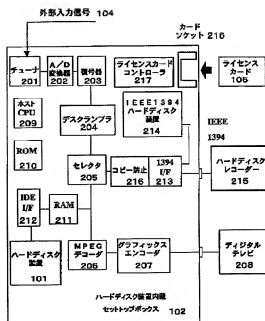 外部入力信号 104
カード
ソケット 216
チューナ
201
A/D
変換器
202
復号器
203
ライセンスカード
コントローラ
217
ライセンス
カード
105
ホスト
CPU
209
デスクランブラ
204
IEEE1394
ハードディスク
装置
214
IEEE
1394
ROM
210
セレクタ
205
コピー防止
216
1394
I/F
213
ハードディスク
レコーダー
215
IDE
I/F
212
RAM
211
ハードディスク
装置
101
MPEG
デコーダ
206
グラフィックス
エンコーダ
207
ディジタル
テレビ
208
ハードディスク装置内蔵
セットトップボックス 102